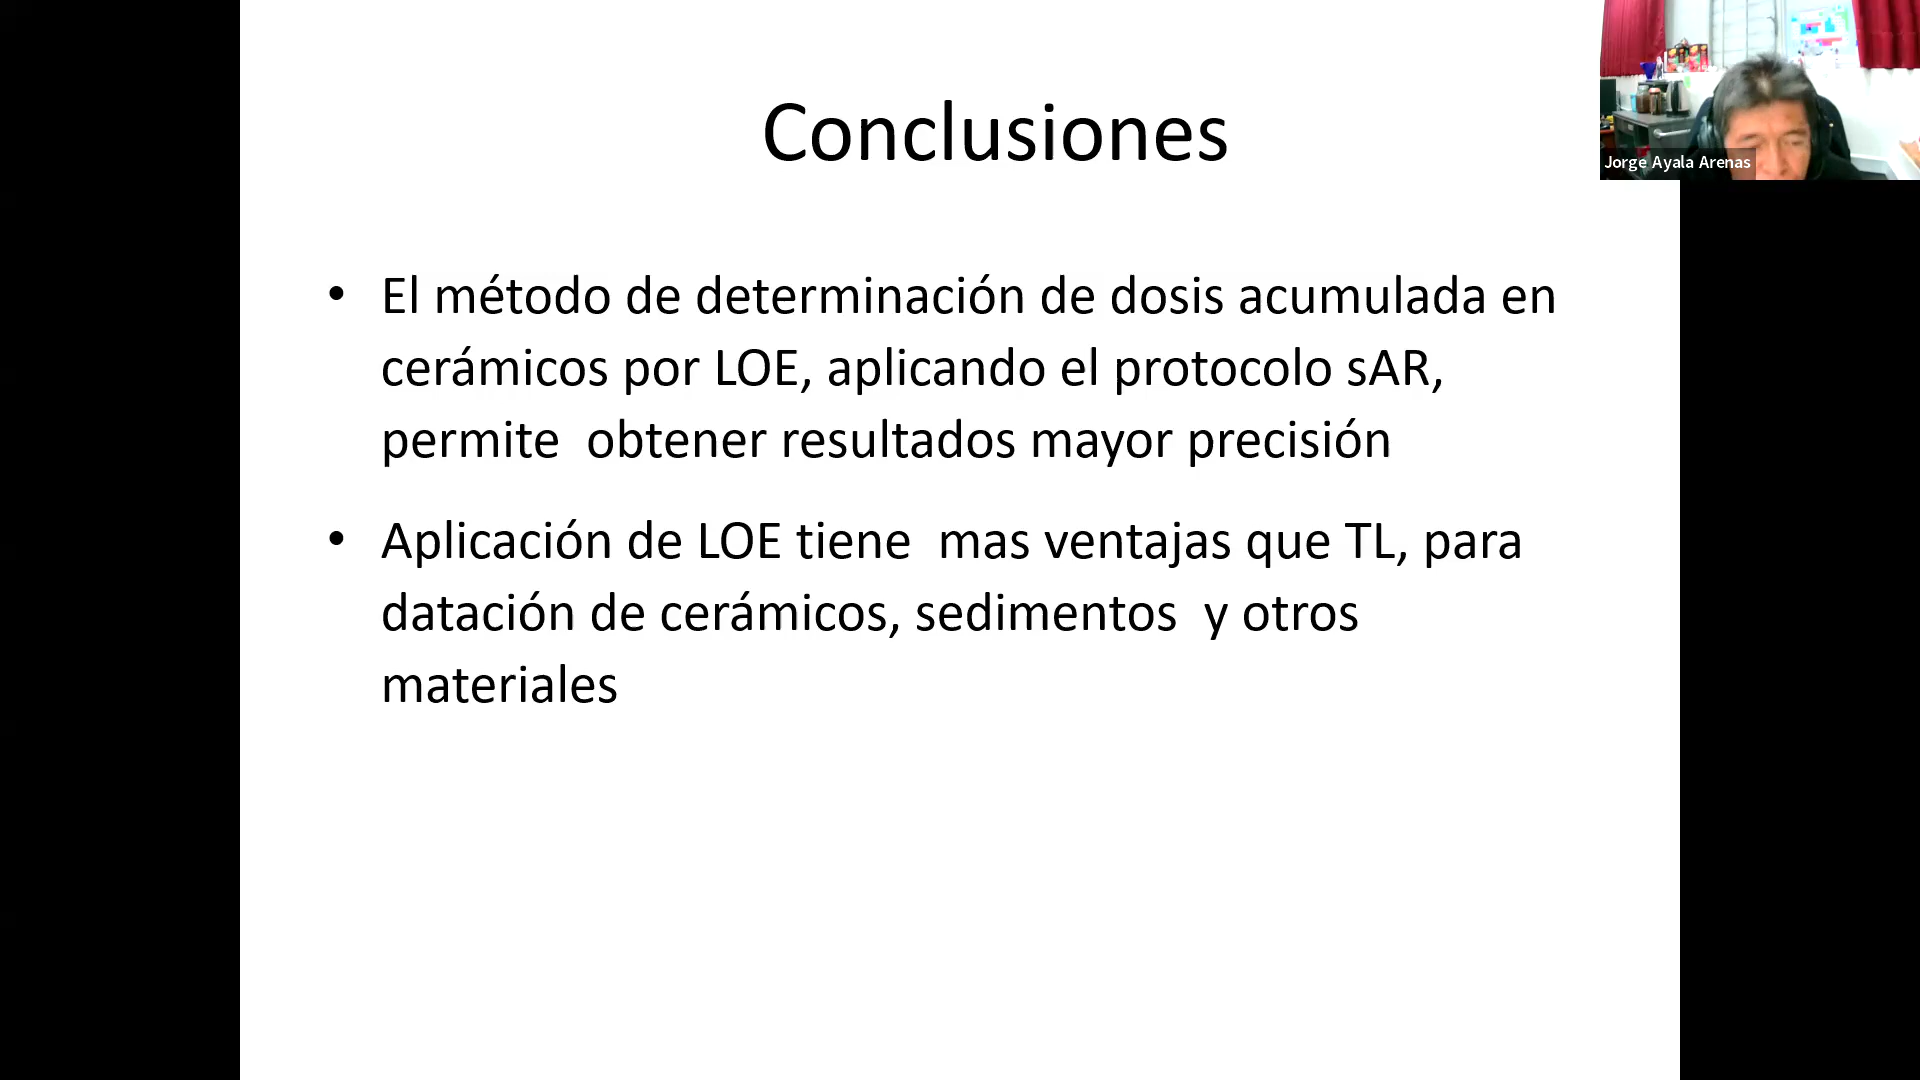 Conclusiones
Jorge Ayala Arenas
• El método de determinación de dosis acumulada en
cerámicos por LOE, aplicando el protocolo sAR,
permite  obtener resultados mayor precisión
• Aplicación de LOE tiene  mas ventajas que TL, para
datación de cerámicos, sedimentos  y otros
materiales